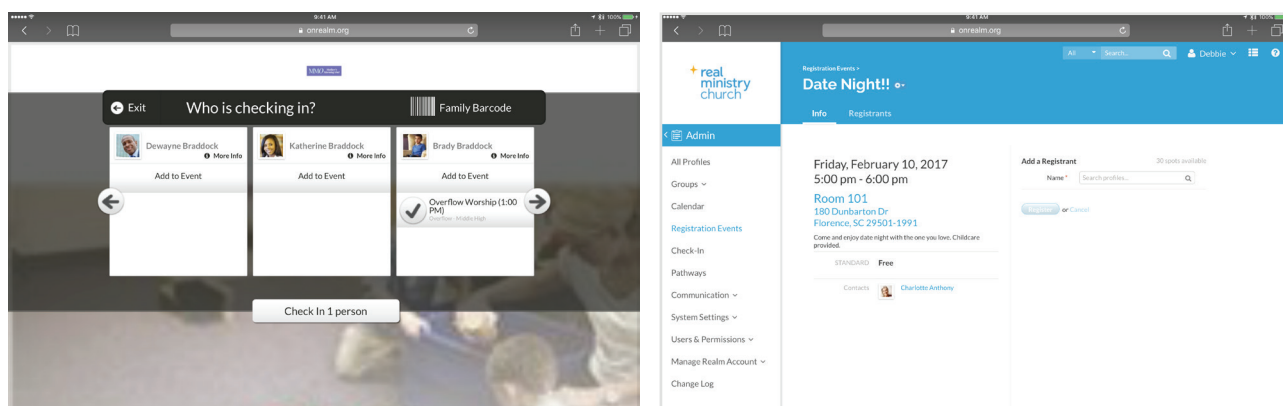 9:41 AM
100%
onrealm.org
Exit
Who is checking in?
Family Barcode
Dewayne Braddock
More Info
Add to Event
Katherine Braddock
More Info
Add to Event
Brady Braddock
More Info
Add to Event
Overflow Worship (1:00
PM)
Overflow - Middle High
Check In 1 person
9:41 AM
100%
onrealm.org
real
ministry
church
All
Search...
Debbie
Registration Events >
Date Night!!
Info Registrants
Admin
All Profiles
Groups
Calendar
Registration Events
Check-In
Pathways
Communication
System Settings
Users & Permissions
Manage Realm Account
Change Log
Friday, February 10, 2017
5:00 pm - 6:00 pm
Room 101
180 Dunbarton Dr
Florence, SC 29501-1991
Come and enjoy date night with the one you love. Childcare
provided.
STANDARD Free
Contacts Charlotte Anthony
Add a Registrant 30 spots available
Name * Search profiles...
Register or Cancel